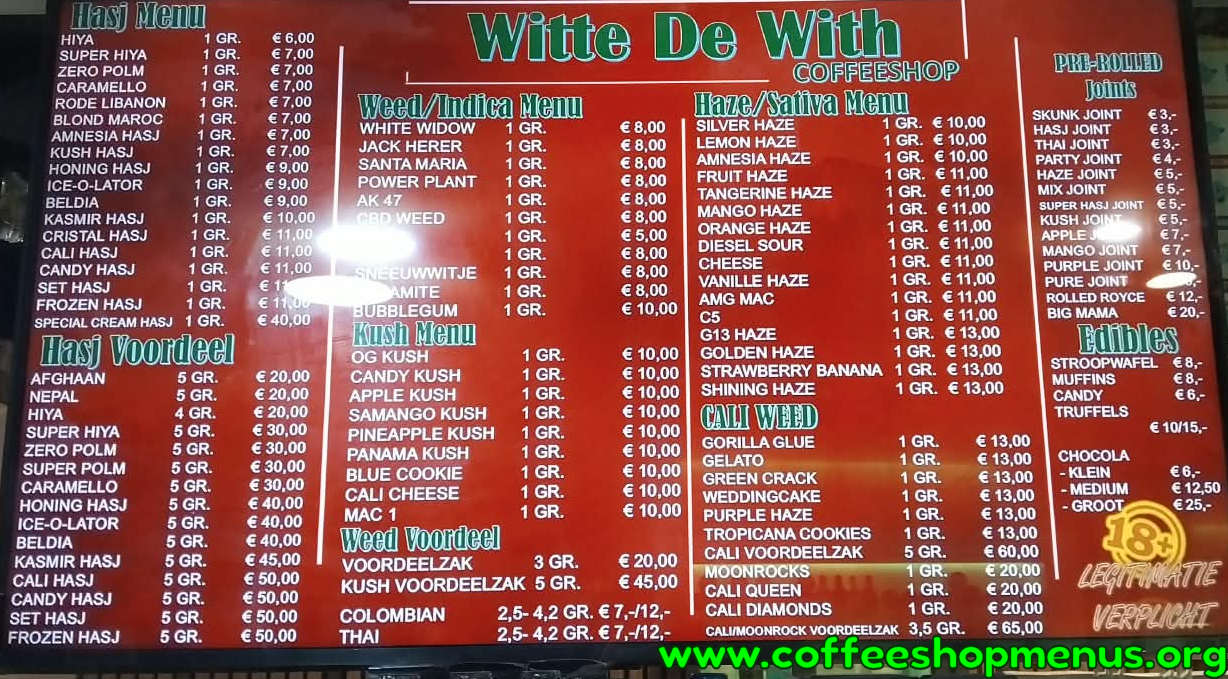 Witte De With
COFFEESHOP
Hasj Menu
HIYA 1 GR. € 6,00
SUPER HIYA 1 GR. € 7,00
ZERO POLM 1 GR. € 7,00
CARAMELLO 1 GR. € 7,00
RODE LIBANON 1 GR. € 7,00
BLOND MAROC 1 GR. € 7,00
AMNESIA HASJ 1 GR. € 7,00
KUSH HASJ 1 GR. € 7,00
HONING HASJ 1 GR. € 9,00
ICE-O-LATOR 1 GR. € 9,00
BELDIA 1 GR. € 9,00
KASMIR HASJ 1 GR. € 10,00
CRISTAL HASJ 1 GR. € 11,00
CALI HASJ 1 GR. € 11,00
CANDY HASJ 1 GR. € 11,00
SET HASJ 1 GR. €
FROZEN HASJ 1 GR. € 11,00
SPECIAL CREAM HASJ 1 GR. € 40,00
Hasj Voordeel
AFGHAAN 5 GR. € 20,00
NEPAL 5 GR. € 20,00
HIYA 4 GR. € 20,00
SUPER HIYA 5 GR. € 30,00
ZERO POLM 5 GR. € 30,00
SUPER POLM 5 GR. € 30,00
CARAMELLO 5 GR. € 30,00
HONING HASJ 5 GR. € 40,00
ICE-O-LATOR 5 GR. € 40,00
BELDIA 5 GR. € 40,00
KASMIR HASJ 5 GR. € 45,00
CALI HASJ 5 GR. € 50,00
CANDY HASJ 5 GR. € 50,00
SET HASJ 5 GR. € 50,00
FROZEN HASJ 5 GR. € 50,00
Weed/Indica Menu
WHITE WIDOW 1 GR. € 8,00
JACK HERER 1 GR. € 8,00
SANTA MARIA 1 GR. € 8,00
POWER PLANT 1 GR. € 8,00
AK 47 1 GR. € 8,00
CBD WEED 1 GR. € 8,00
1 GR. € 5,00
1 GR. € 8,00
SNEEUWWITJE 1 GR. € 8,00
1 GR. € 8,00
BUBBLEGUM 1 GR. € 10,00
Kush Menu
OG KUSH 1 GR. € 10,00
CANDY KUSH 1 GR. € 10,00
APPLE KUSH 1 GR. € 10,00
SAMANGO KUSH 1 GR. € 10,00
PINEAPPLE KUSH 1 GR. € 10,00
PANAMA KUSH 1 GR. € 10,00
BLUE COOKIE 1 GR. € 10,00
CALI CHEESE 1 GR. € 10,00
MAC 1 1 GR. € 10,00
Weed Voordeel
VOORDEELZAK 3 GR. € 20,00
KUSH VOORDEELZAK 5 GR. € 45,00
COLOMBIAN 2,5- 4,2 GR. € 7,-/12,-
THAI 2,5- 4,2 GR. € 7,-/12,-
Haze/Sativa Menu
SILVER HAZE 1 GR. € 10,00
LEMON HAZE 1 GR. € 10,00
AMNESIA HAZE 1 GR. € 10,00
FRUIT HAZE 1 GR. € 11,00
TANGERINE HAZE 1 GR. € 11,00
MANGO HAZE 1 GR. € 11,00
ORANGE HAZE 1 GR. € 11,00
DIESEL SOUR 1 GR. € 11,00
CHEESE 1 GR. € 11,00
VANILLE HAZE 1 GR. € 11,00
AMG MAC 1 GR. € 11,00
C5 1 GR. € 11,00
G13 HAZE 1 GR. € 13,00
GOLDEN HAZE 1 GR. € 13,00
STRAWBERRY BANANA 1 GR. € 13,00
SHINING HAZE 1 GR. € 13,00
CALI WEED
GORILLA GLUE 1 GR. € 13,00
GELATO 1 GR. € 13,00
GREEN CRACK 1 GR. € 13,00
WEDDINGCAKE 1 GR. € 13,00
PURPLE HAZE 1 GR. € 13,00
TROPICANA COOKIES 1 GR. € 13,00
CALI VOORDEELZAK 5 GR. € 60,00
MOONROCKS 1 GR. € 20,00
CALI QUEEN 1 GR. € 20,00
CALI DIAMONDS 1 GR. € 20,00
CALI/MOONROCK VOORDEELZAK 3,5 GR. € 65,00
PRE-ROLLED
Joints
SKUNK JOINT € 3,-
HASJ JOINT € 3,-
THAI JOINT € 3,-
PARTY JOINT € 4,-
HAZE JOINT € 5,-
MIX JOINT € 5,-
SUPER HASJ JOINT € 5,-
KUSH JOINT € 5,-
APPLE € 7,-
MANGO JOINT € 7,-
PURPLE JOINT € 10,-
PURE JOINT
ROLLED ROYCE € 12,-
BIG MAMA € 20,-
Edibles
STROOPWAFEL € 8,-
MUFFINS € 8,-
CANDY € 6,-
TRUFFELS
€ 10/15,-
CHOCOLA
- KLEIN € 6,-
- MEDIUM € 12,50
- GROOT € 25,-
18+
LEGITIMATIE
VERPLICHT
www.coffeeshopmenus.org